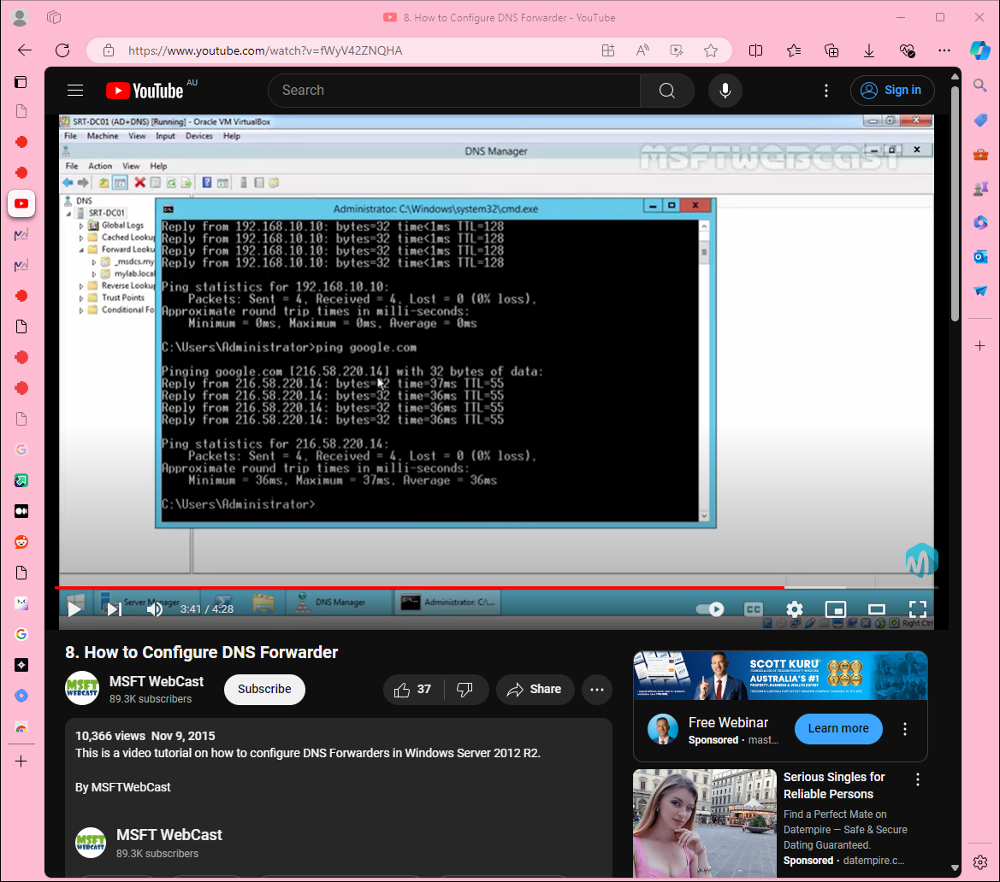 8. How to Configure DNS Forwarder - YouTube
https://www.youtube.com/watch?v=fWyV42ZNQHA
YouTube AU
Search
Sign in
SRT-DC01 (AD+DNS) [Running] - Oracle VM VirtualBox
File Machine View Input Devices Help
DNS Manager
MSFTWEBCAST
File Action View Help
DNS
SRT-DC01
Global Logs
Cached Looku
Forward Looku
_msdcs.my
mylab.local
Reverse Looku
Trust Points
Conditional Fo
Administrator: C:\Windows\system32\cmd.exe
Reply from 192.168.10.10: bytes=32 time<1ms TTL=128
Reply from 192.168.10.10: bytes=32 time<1ms TTL=128
Reply from 192.168.10.10: bytes=32 time<1ms TTL=128
Reply from 192.168.10.10: bytes=32 time<1ms TTL=128
Ping statistics for 192.168.10.10:
Packets: Sent = 4, Received = 4, Lost = 0 (0% loss),
Approximate round trip times in milli-seconds:
Minimum = 0ms, Maximum = 0ms, Average = 0ms
C:\Users\Administrator>ping google.com
Pinging google.com [216.58.220.14] with 32 bytes of data:
Reply from 216.58.220.14: bytes=32 time=37ms TTL=55
Reply from 216.58.220.14: bytes=32 time=36ms TTL=55
Reply from 216.58.220.14: bytes=32 time=36ms TTL=55
Reply from 216.58.220.14: bytes=32 time=36ms TTL=55
Ping statistics for 216.58.220.14:
Packets: Sent = 4, Received = 4, Lost = 0 (0% loss),
Approximate round trip times in milli-seconds:
Minimum = 36ms, Maximum = 37ms, Average = 36ms
C:\Users\Administrator>
Server Manager
DNS Manager
Administrator: C:\...
3:41 / 4:28
CC
Right Ctrl
8. How to Configure DNS Forwarder
MSFT WEBCAST
MSFT WebCast
89.3K subscribers
Subscribe
37
Share
10,366 views Nov 9, 2015
This is a video tutorial on how to configure DNS Forwarders in Windows Server 2012 R2.
By MSFTWebCast
MSFT WEBCAST
MSFT WebCast
89.3K subscribers
SCOTT KURU
AUSTRALIA'S #1
PROPERTY, BUSINESS & WEALTH EXPERT
Free Webinar
Sponsored · mast...
Learn more
Serious Singles for
Reliable Persons
Find a Perfect Mate on
Datempire — Safe & Secure
Dating Guaranteed.
Sponsored · datempire.c...